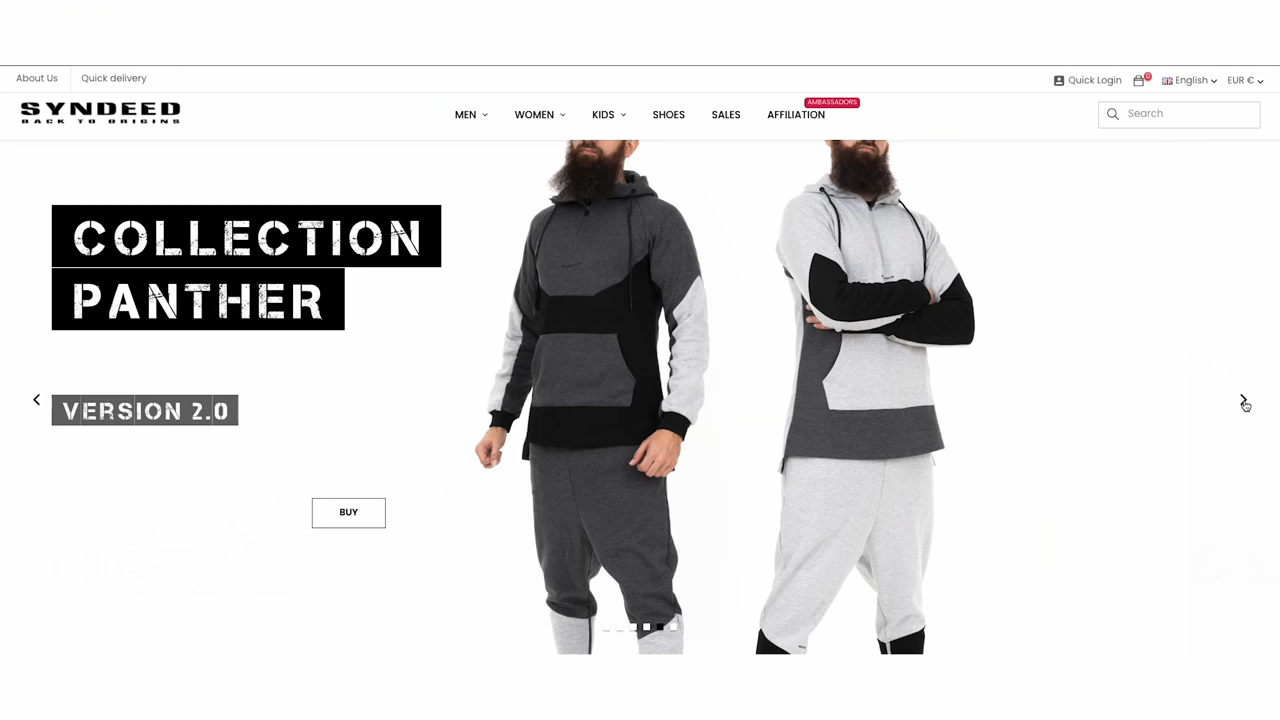 About Us
Quick delivery
Quick Login
0
English
EUR €
SYNDEED
BACK TO ORIGINS
MEN
WOMEN
KIDS
SHOES
SALES
AFFILIATION
AMBASSADORS
Search
COLLECTION
PANTHER
VERSION 2.0
BUY